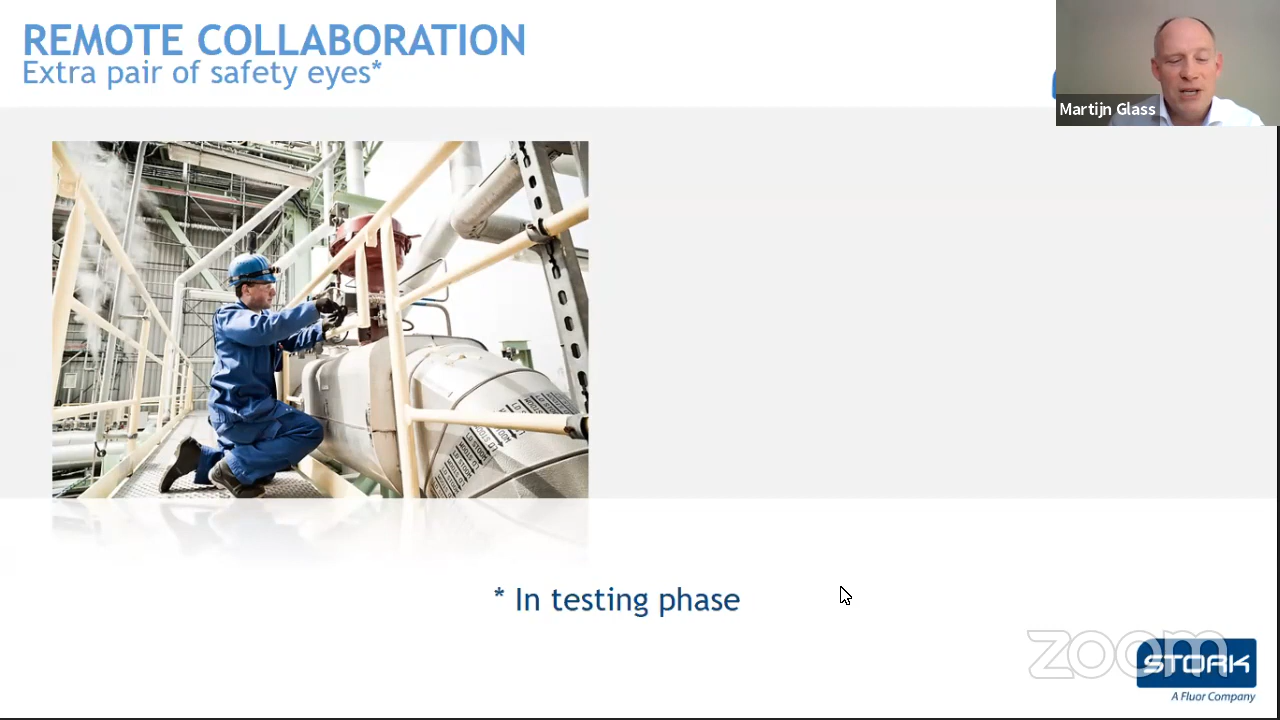 REMOTE COLLABORATION
Extra pair of safety eyes*
Martijn Glass
* In testing phase
zoom
STORK
A Fluor Company